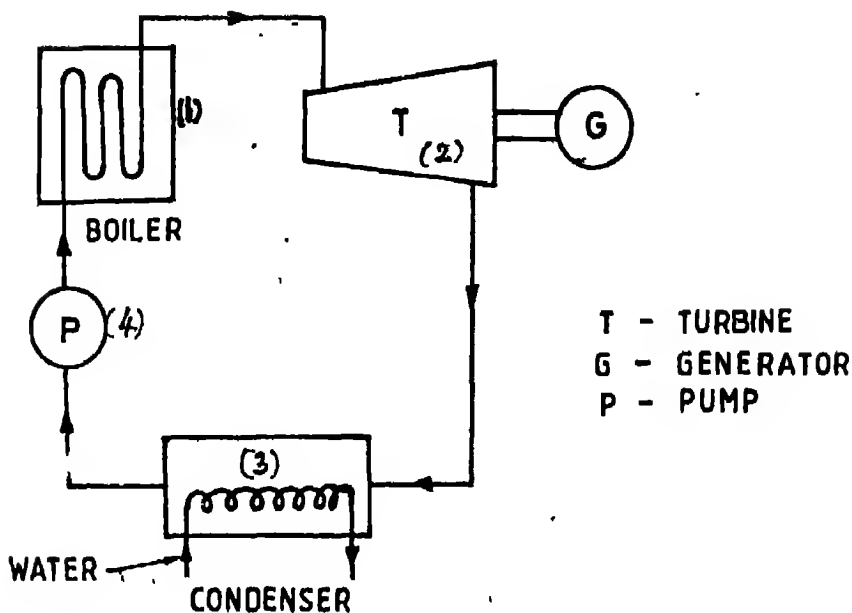 (1)
T
(2)
G
BOILER
P
(4)
T - TURBINE
G - GENERATOR
P - PUMP
(3)
WATER
CONDENSER